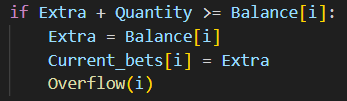 if Extra + Quantity >= Balance[i]:
    Extra = Balance[i]
    Current_bets[i] = Extra
    Overflow(i)